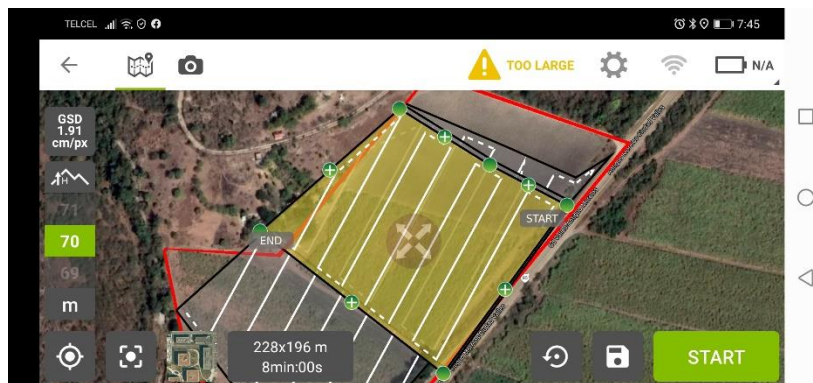 TELCEL
7:45
TOO LARGE
N/A
GSD
1.91
cm/px
H
71
70
69
m
START
END
228x196 m
8min:00s
START